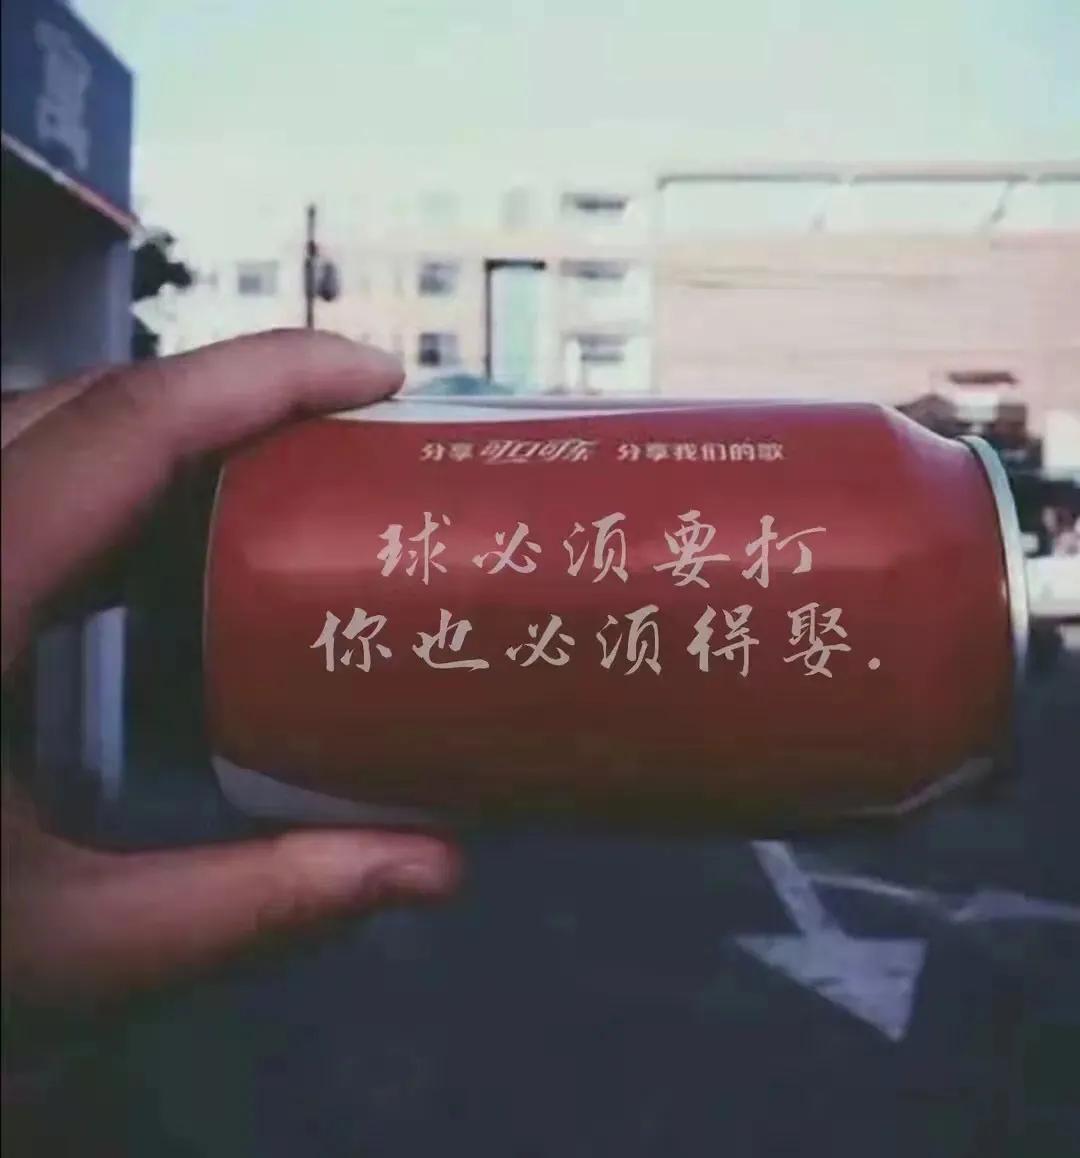 分享 可口可乐 分享我们的歌
球必须要打
你也必须得娶.